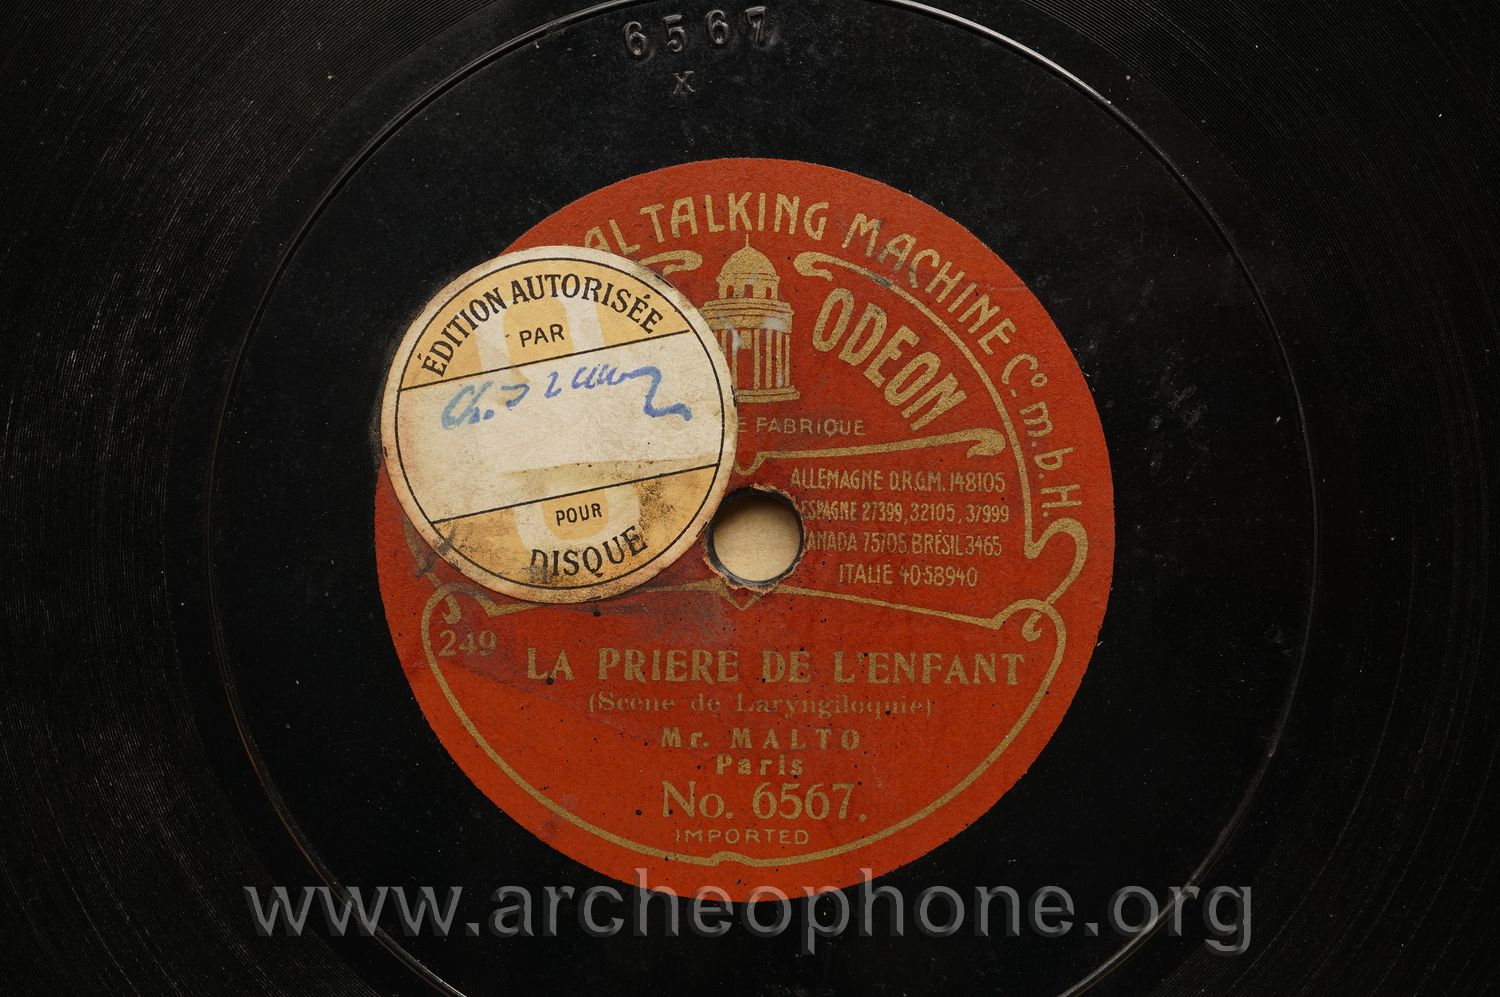 6567
x
AL TALKING MACHINE Co. m.b.H.
ODEON
E FABRIQUE
ÉDITION AUTORISÉE
PAR
POUR
DISQUE
ALLEMAGNE D.R.G.M. 148105
ESPAGNE 27399, 32105, 37999
ANADA 75705, BRÉSIL 3465
ITALIE 40-58940
249
LA PRIERE DE L'ENFANT
(Scène de Laryngiloquie)
Mr. MALTO
Paris
No. 6567.
IMPORTED
www.archeophone.org